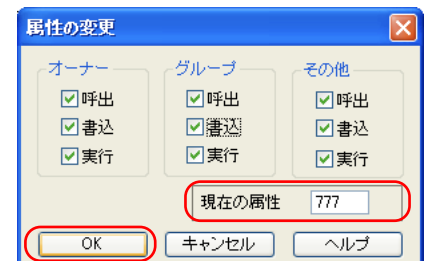 属性の変更
オーナー グループ その他
呼出 呼出 呼出
書込 書込 書込
実行 実行 実行
現在の属性 777
OK キャンセル ヘルプ